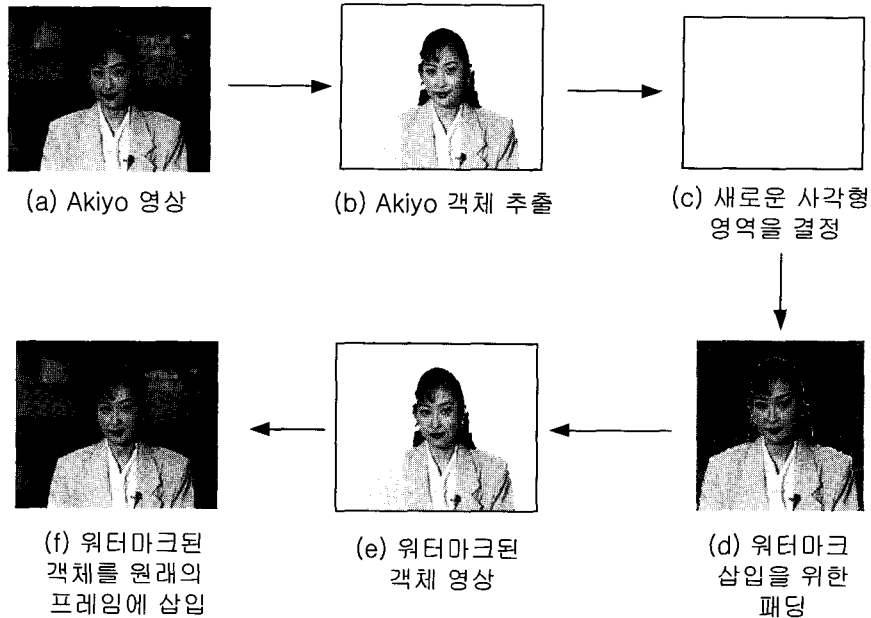 (a) Akiyo 영상
(b) Akiyo 객체 추출
(c) 새로운 사각형
영역을 결정
(f) 워터마크된
객체를 원래의
프레임에 삽입
(e) 워터마크된
객체 영상
(d) 워터마크
삽입을 위한
패딩